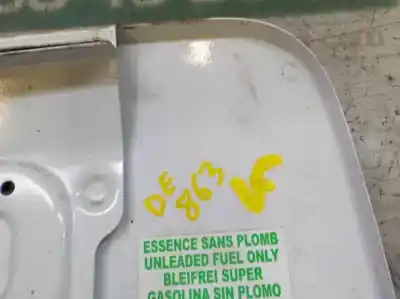 DE
863
ESSENCE SANS PLOMB
UNLEADED FUEL ONLY
BLEIFREI SUPER
GASOLINA SIN PLOMO